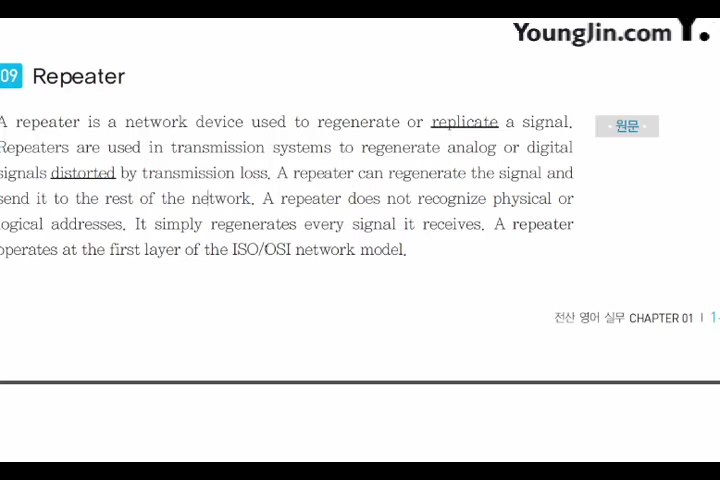 YoungJin.com Y.
09 Repeater
A repeater is a network device used to regenerate or replicate a signal.
원문
Repeaters are used in transmission systems to regenerate analog or digital
signals distorted by transmission loss. A repeater can regenerate the signal and
send it to the rest of the network. A repeater does not recognize physical or
logical addresses. It simply regenerates every signal it receives. A repeater
operates at the first layer of the ISO/OSI network model.
전산 영어 실무 CHAPTER 01 | 1-